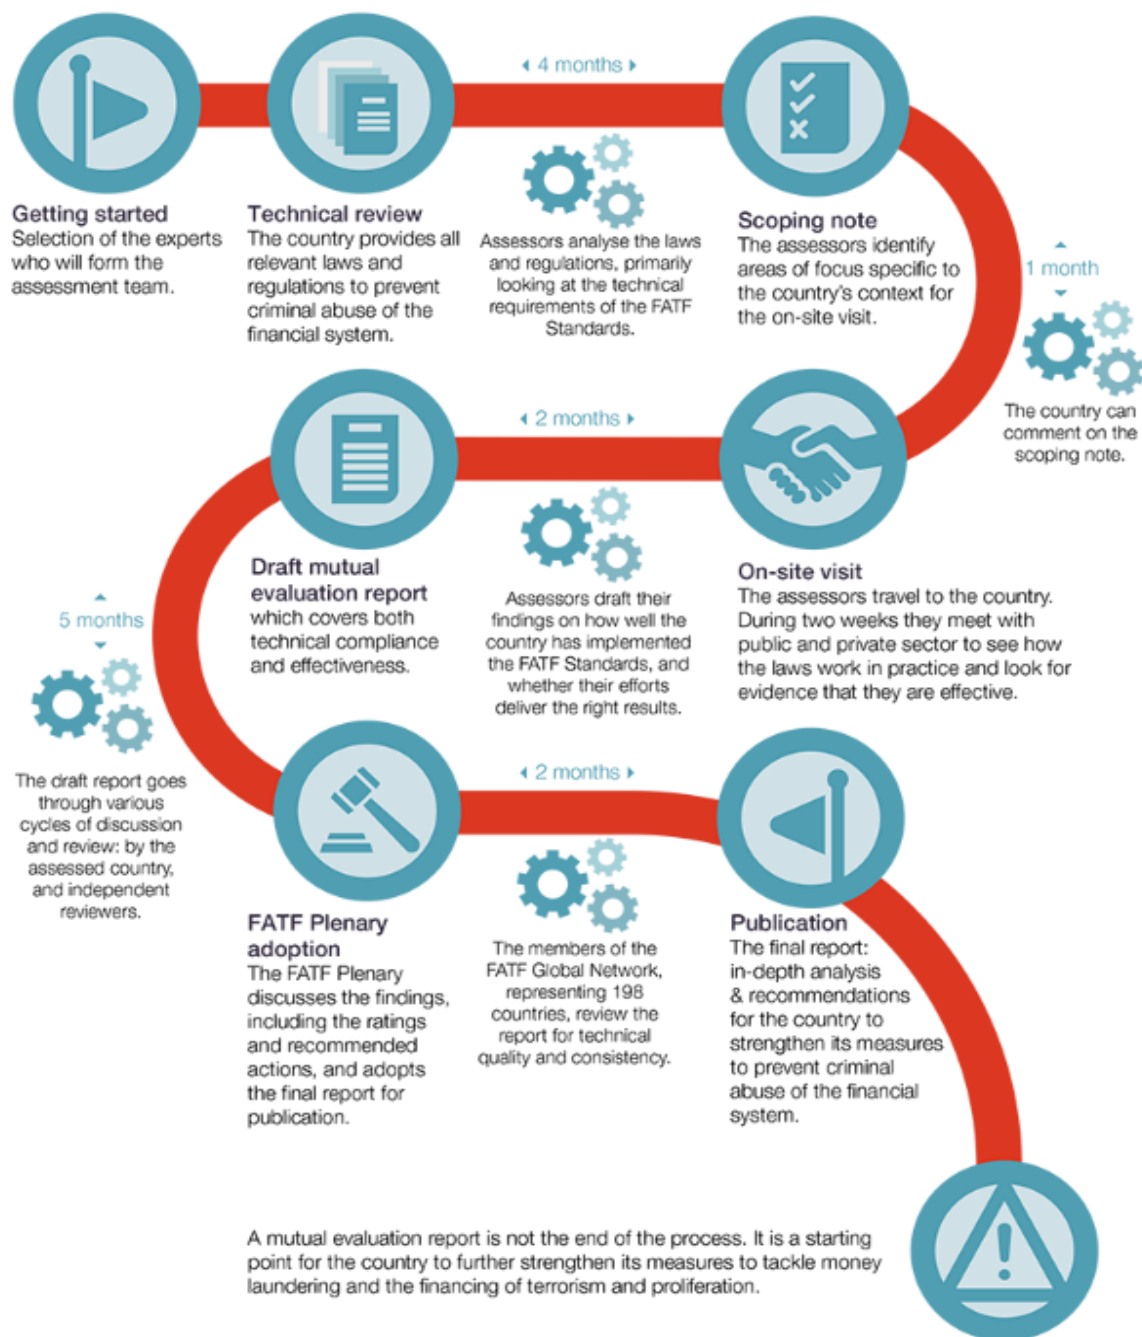 Getting started
Selection of the experts
who will form the
assessment team.
Technical review
The country provides all
relevant laws and
regulations to prevent
criminal abuse of the
financial system.
4 months
Assessors analyse the laws
and regulations, primarily
looking at the technical
requirements of the FATF
Standards.
Scoping note
The assessors identify
areas of focus specific to
the country's context for
the on-site visit.
1 month
The country can
comment on the
scoping note.
On-site visit
The assessors travel to the country.
During two weeks they meet with
public and private sector to see how
the laws work in practice and look for
evidence that they are effective.
2 months
Assessors draft their
findings on how well the
country has implemented
the FATF Standards, and
whether their efforts
deliver the right results.
Draft mutual
evaluation report
which covers both
technical compliance
and effectiveness.
5 months
The draft report goes
through various
cycles of discussion
and review: by the
assessed country,
and independent
reviewers.
FATF Plenary
adoption
The FATF Plenary
discusses the findings,
including the ratings
and recommended
actions, and adopts
the final report for
publication.
2 months
The members of the
FATF Global Network,
representing 198
countries, review the
report for technical
quality and consistency.
Publication
The final report:
in-depth analysis
& recommendations
for the country to
strengthen its measures
to prevent criminal
abuse of the financial
system.
A mutual evaluation report is not the end of the process. It is a starting
point for the country to further strengthen its measures to tackle money
laundering and the financing of terrorism and proliferation.